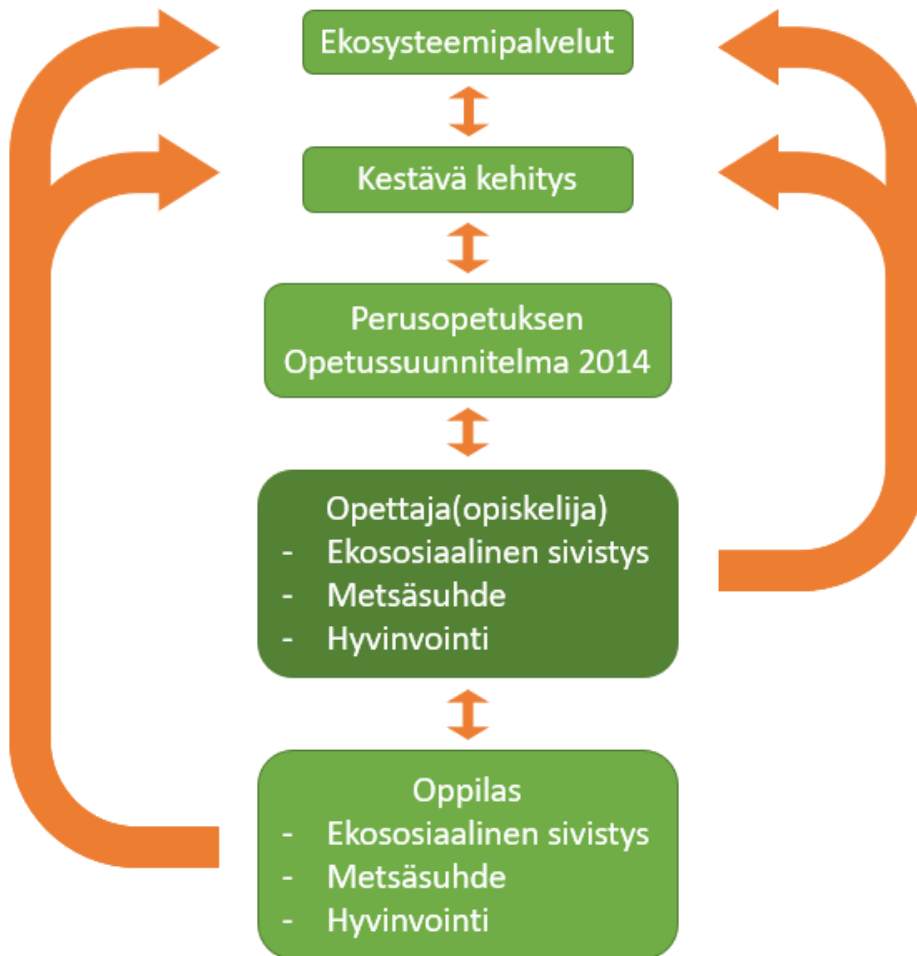 Ekosysteemipalvelut
Kestävä kehitys
Perusopetuksen
Opetussuunnitelma 2014
Opettaja(opiskelija)
- Ekososiaalinen sivistys
- Metsäsuhde
- Hyvinvointi
Oppilas
- Ekososiaalinen sivistys
- Metsäsuhde
- Hyvinvointi